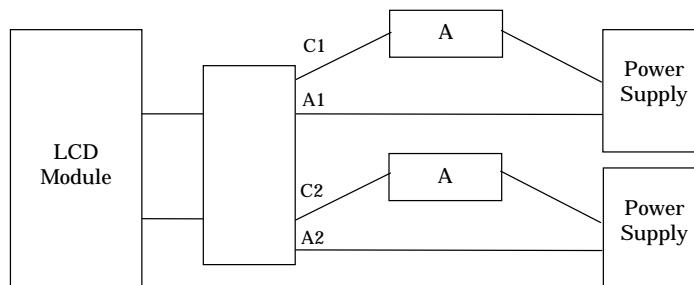 C1
A
Power
Supply
A1
LCD
Module
C2
A
Power
Supply
A2